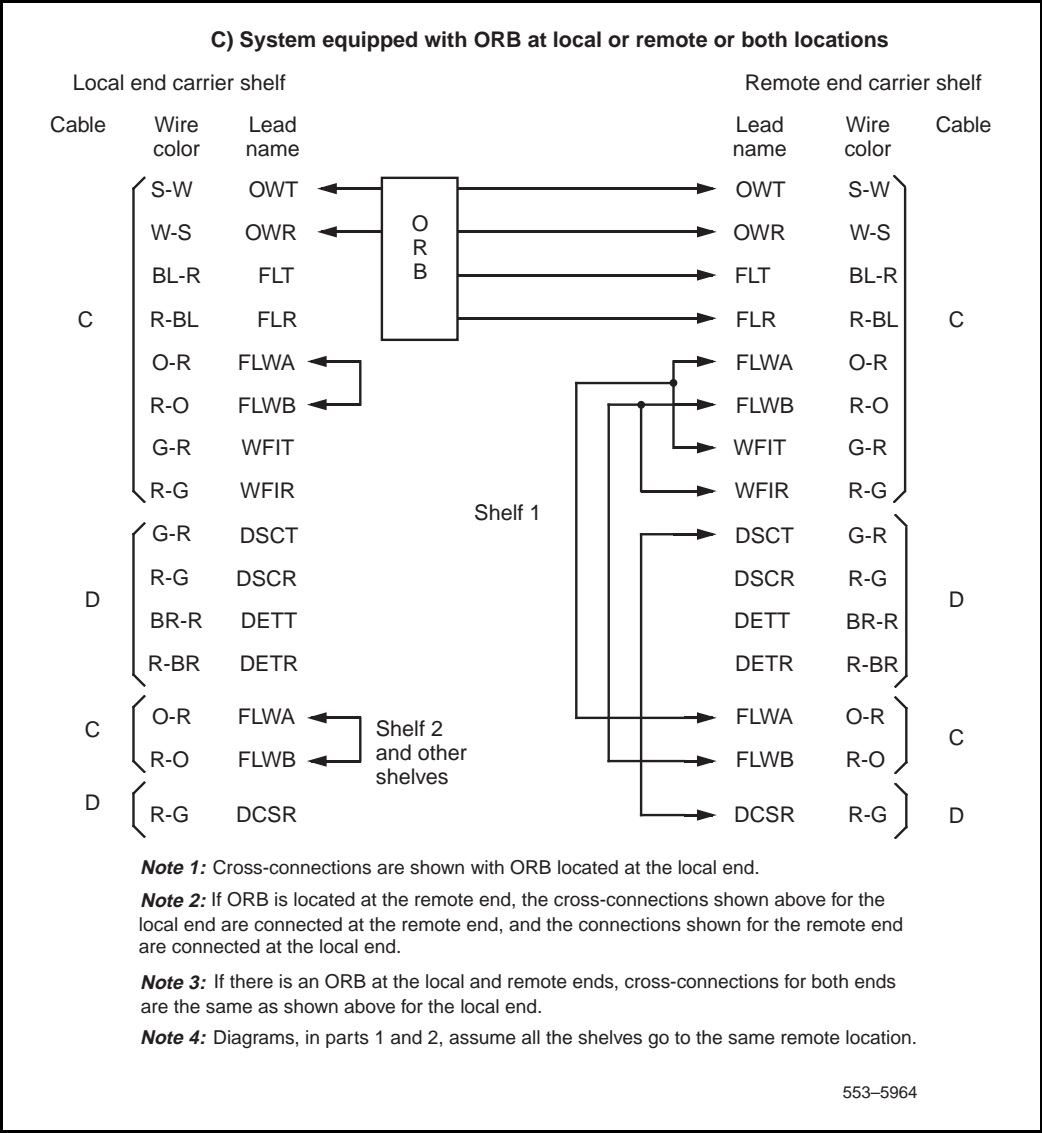 C) System equipped with ORB at local or remote or both locations
Local end carrier shelf Remote end carrier shelf
Cable Wire color Lead name Lead name Wire color Cable
S-W OWT OWT S-W
W-S OWR OWR W-S
O
R
B
BL-R FLT FLT BL-R
C R-BL FLR FLR R-BL C
O-R FLWA FLWA O-R
R-O FLWB FLWB R-O
G-R WFIT WFIT G-R
R-G WFIR WFIR R-G
Shelf 1
G-R DSCT DSCT G-R
R-G DSCR DSCR R-G
D D
BR-R DETT DETT BR-R
R-BR DETR DETR R-BR
O-R FLWA FLWA O-R
C C
Shelf 2
and other
shelves
R-O FLWB FLWB R-O
D R-G DCSR DCSR R-G D
Note 1: Cross-connections are shown with ORB located at the local end.
Note 2: If ORB is located at the remote end, the cross-connections shown above for the
local end are connected at the remote end, and the connections shown for the remote end
are connected at the local end.
Note 3: If there is an ORB at the local and remote ends, cross-connections for both ends
are the same as shown above for the local end.
Note 4: Diagrams, in parts 1 and 2, assume all the shelves go to the same remote location.
553–5964